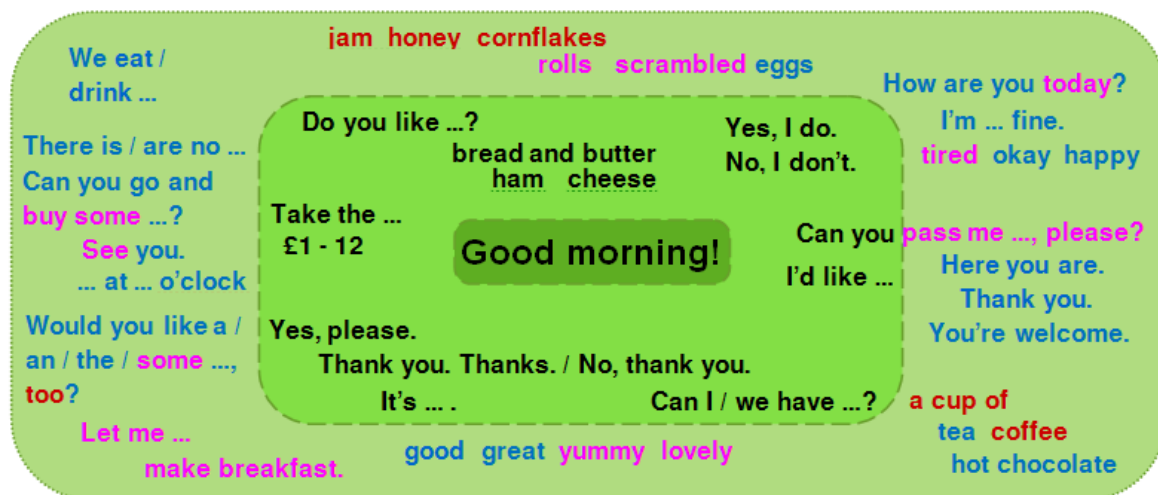 jam honey cornflakes
rolls scrambled eggs
We eat /
drink ...
How are you today?
I'm ... fine.
tired okay happy
There is / are no ...
Can you go and
buy some ...?
See you.
... at ... o'clock
Do you like ...?
Yes, I do.
No, I don't.
bread and butter
ham cheese
Take the ...
£1 - 12
Good morning!
Can you pass me ..., please?
I'd like ...
Here you are.
Thank you.
You're welcome.
Would you like a /
an / the / some ...,
too?
Yes, please.
Thank you. Thanks. / No, thank you.
It's ... .
Can I / we have ...?
a cup of
tea coffee
hot chocolate
Let me ...
make breakfast.
good great yummy lovely